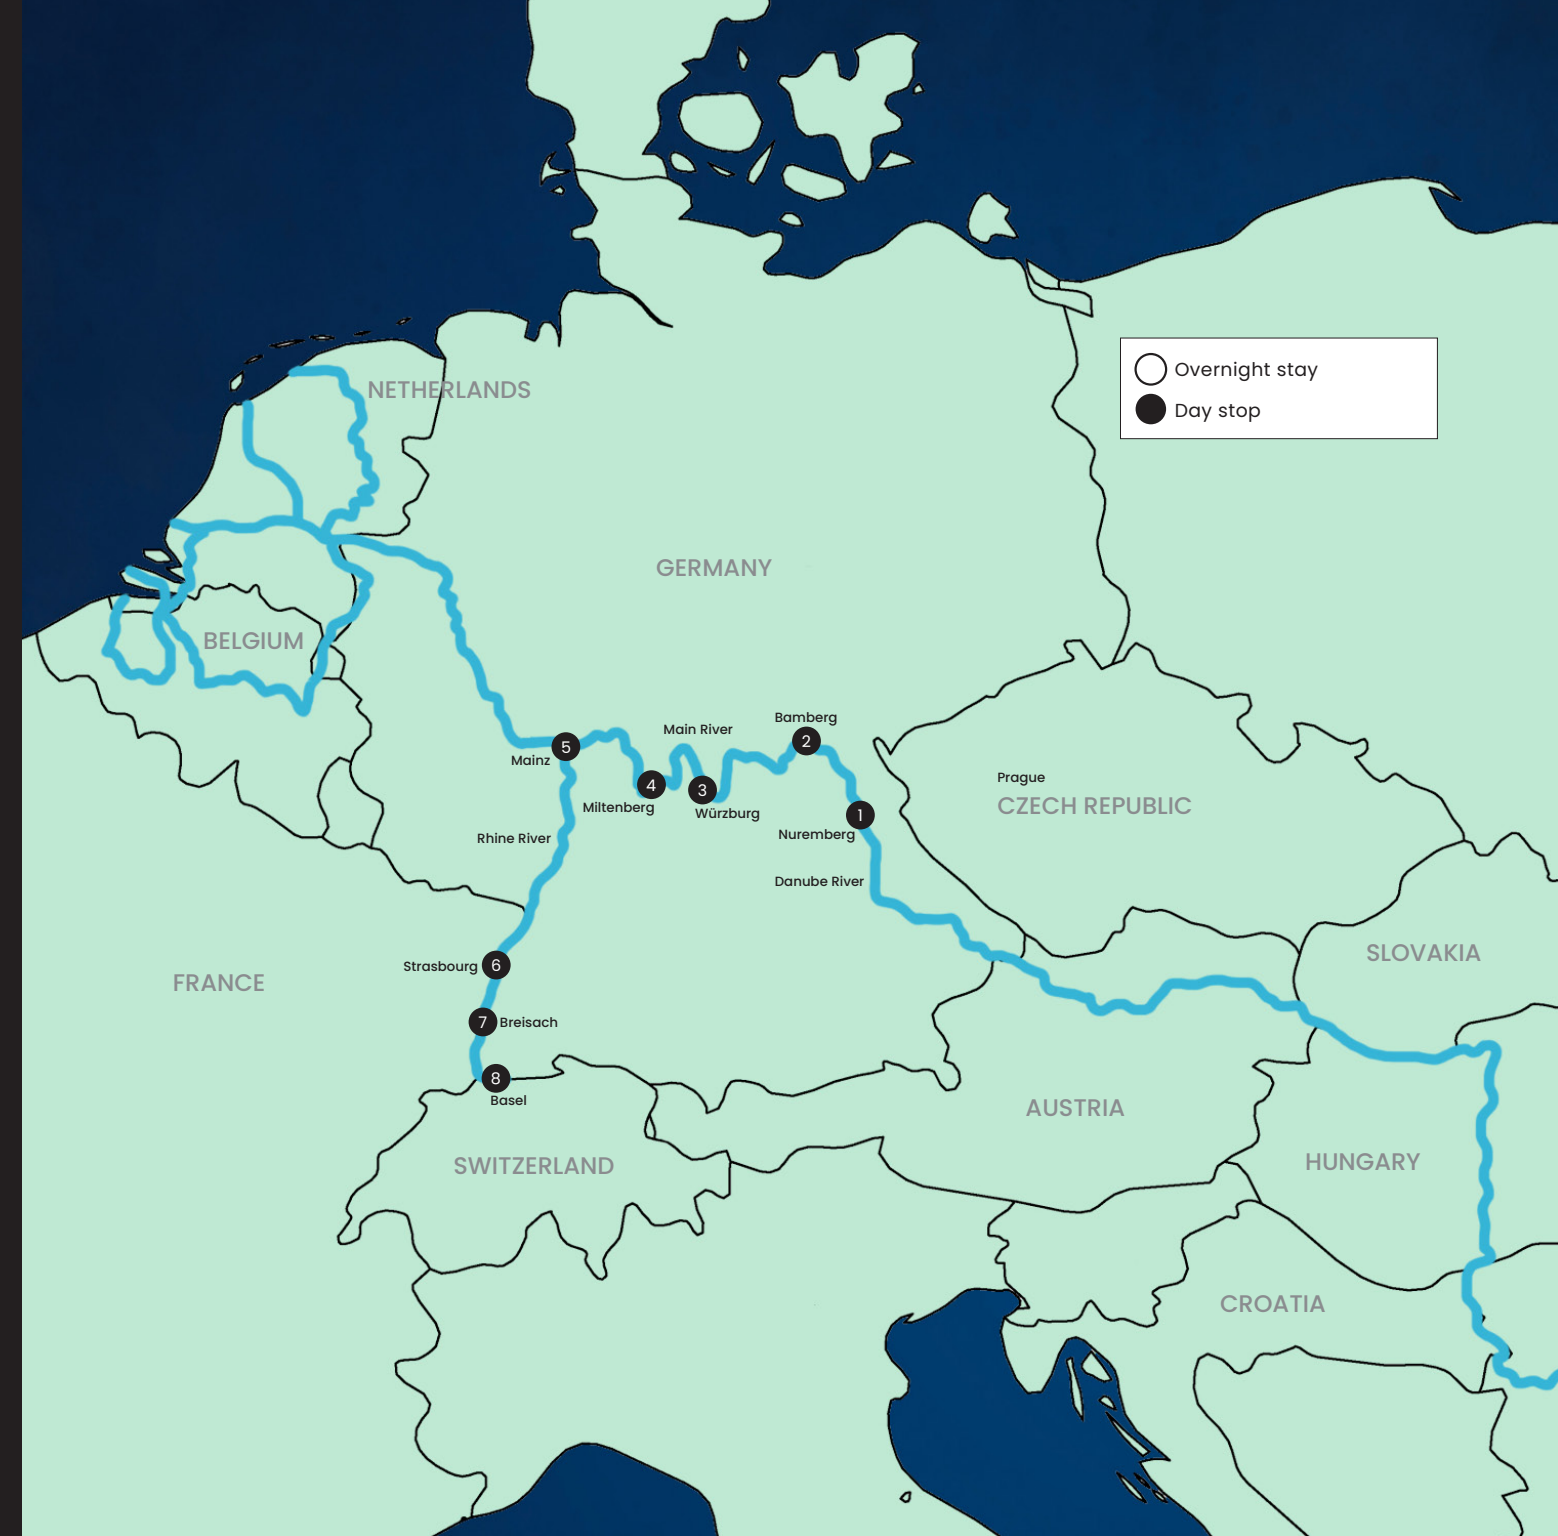 Overnight stay
Day stop
NETHERLANDS
GERMANY
BELGIUM
Bamberg
2
Main River
5
Mainz
4
Miltenberg
3
Würzburg
Prague
CZECH REPUBLIC
1
Nuremberg
Rhine River
Danube River
SLOVAKIA
Strasbourg
6
FRANCE
7
Breisach
8
Basel
AUSTRIA
SWITZERLAND
HUNGARY
CROATIA